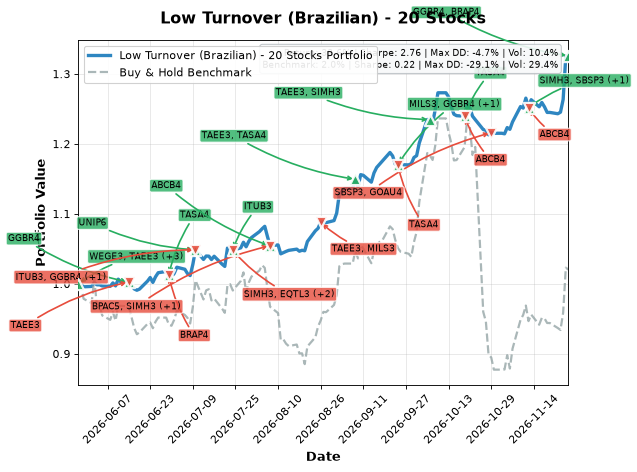 GGBR4, BRAP4
Low Turnover (Brazilian) - 20 Stocks
Low Turnover (Brazilian) - 20 Stocks Portfolio
Buy & Hold Benchmark
rpe: 2.76 | Max DD: -4.7% | Vol: 10.4%
Benchmark: 2.0% | Sharpe: 0.22 | Max DD: -29.1% | Vol: 29.4%
SIMH3, SBSP3 (+1)
TAEE3, SIMH3
MILS3, GGBR4 (+1)
TAEE3, TASA4
ABCB4
ABCB4
ABCB4
SBSP3, GOAU4
ITUB3
TASA4
UNIP6
TASA4
GGBR4
TAEE3, MILS3
WEGE3, TAEE3 (+3)
ITUB3, GGBR4 (+1)
SIMH3, EQTL3 (+2)
BPAC5, SIMH3 (+1)
TAEE3
BRAP4
Portfolio Value
1.3
1.2
1.1
1.0
0.9
2026-06-07
2026-06-23
2026-07-09
2026-07-25
2026-08-10
2026-08-26
2026-09-11
2026-09-27
2026-10-13
2026-10-29
2026-11-14
Date